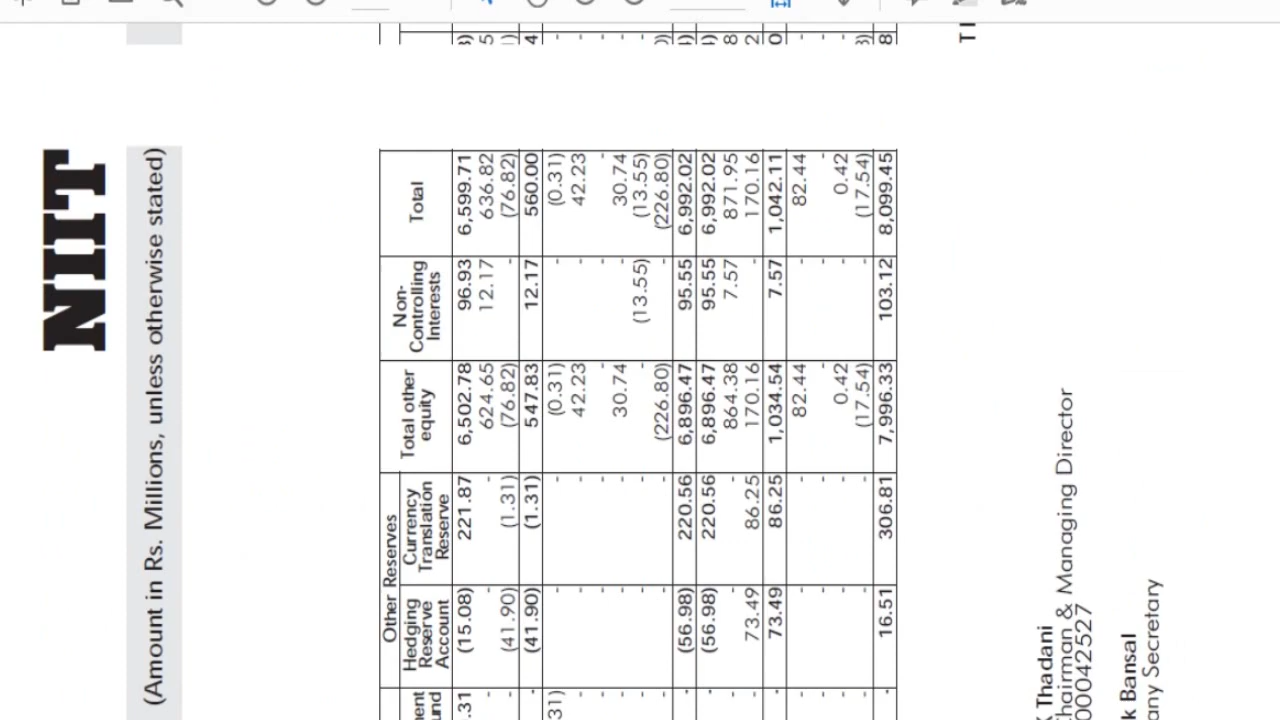 NIIT
(Amount in Rs. Millions, unless otherwise stated)
Other Reserves
Hedging Currency Total other Non- Total
Reserve Translation equity Controlling
Account Reserve Interests
.31 (15.08) 221.87 6,502.78 96.93 6,599.71
- - - 624.65 12.17 636.82
- (41.90) (1.31) (76.82) - (76.82)
- (41.90) (1.31) 547.83 12.17 560.00
31) - - (0.31) - (0.31)
- - - 42.23 - 42.23
- - - - - -
- - - 30.74 - 30.74
- - - - (13.55) (13.55)
- - - (226.80) - (226.80)
- (56.98) 220.56 6,896.47 95.55 6,992.02
- (56.98) 220.56 6,896.47 95.55 6,992.02
- - - 864.38 7.57 871.95
- 73.49 86.25 170.16 - 170.16
- 73.49 86.25 1,034.54 7.57 1,042.11
- - - 82.44 - 82.44
- - - - - -
- - - 0.42 - 0.42
- - - (17.54) - (17.54)
- 16.51 306.81 7,996.33 103.12 8,099.45
Thadani
hairman & Managing Director
00042527
k Bansal
any Secretary